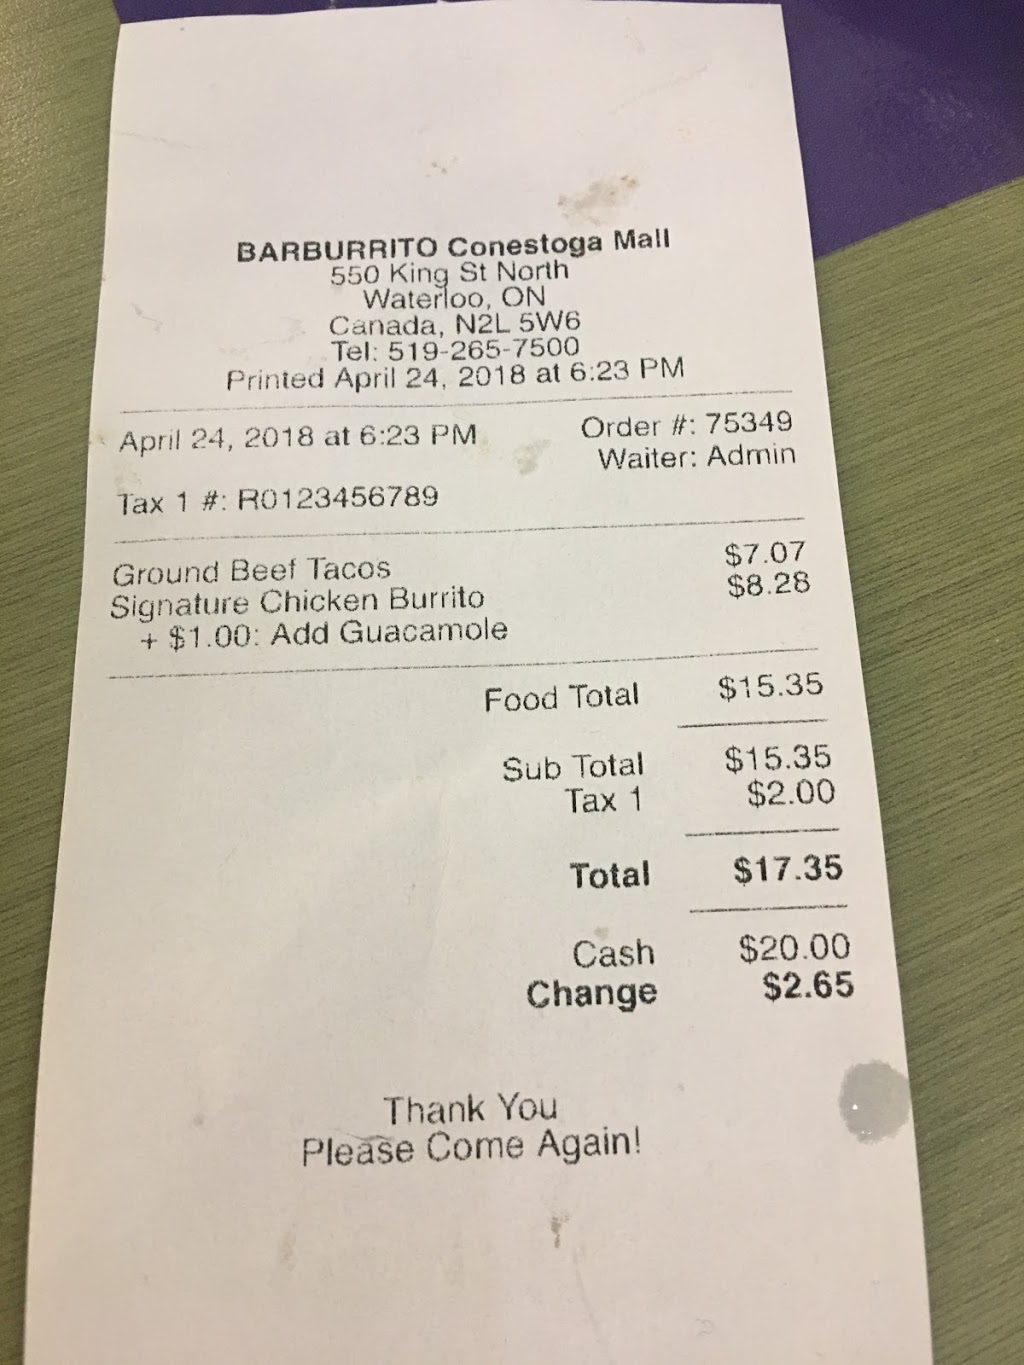 BARBURRITO Conestoga Mall
550 King St North
Waterloo, ON
Canada, N2L 5W6
Tel: 519-265-7500
Printed April 24, 2018 at 6:23 PM
April 24, 2018 at 6:23 PM Order #: 75349
Waiter: Admin
Tax 1 #: R0123456789
Ground Beef Tacos $7.07
Signature Chicken Burrito $8.28
+ $1.00: Add Guacamole
Food Total $15.35
Sub Total $15.35
Tax 1 $2.00
Total $17.35
Cash $20.00
Change $2.65
Thank You
Please Come Again!